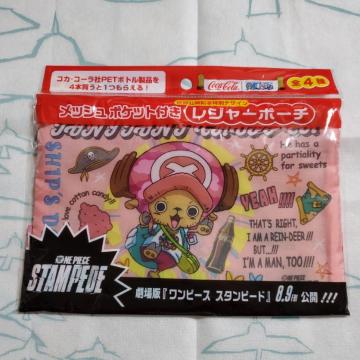 コカ・コーラ社PETボトル製品を
4本買うと1つもらえる!
Coca-Cola
全4種
メッシュポケット付き
レジャーポーチ
SHIP'S D
He has a
partiality
for sweets
love cotton candy!!
YEAH!!!!
THAT'S RIGHT,
I AM A REIN-DEER!!!
BUT...!!
I'M A MAN, TOO!!!!
ONE PIECE
STAMPEDE
劇場版『ワンピース スタンピード』8.9 公開!!!